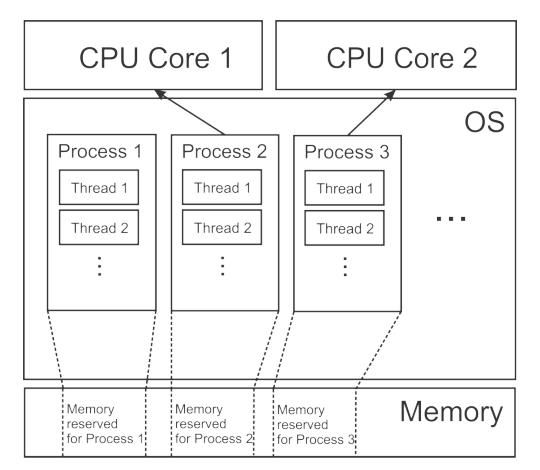 CPU Core 1
CPU Core 2
OS
Process 1
Thread 1
Thread 2
Process 2
Thread 1
Thread 2
Process 3
Thread 1
Thread 2
...
Memory
reserved
for Process 1
Memory
reserved
for Process 2
Memory
reserved
for Process 3
Memory